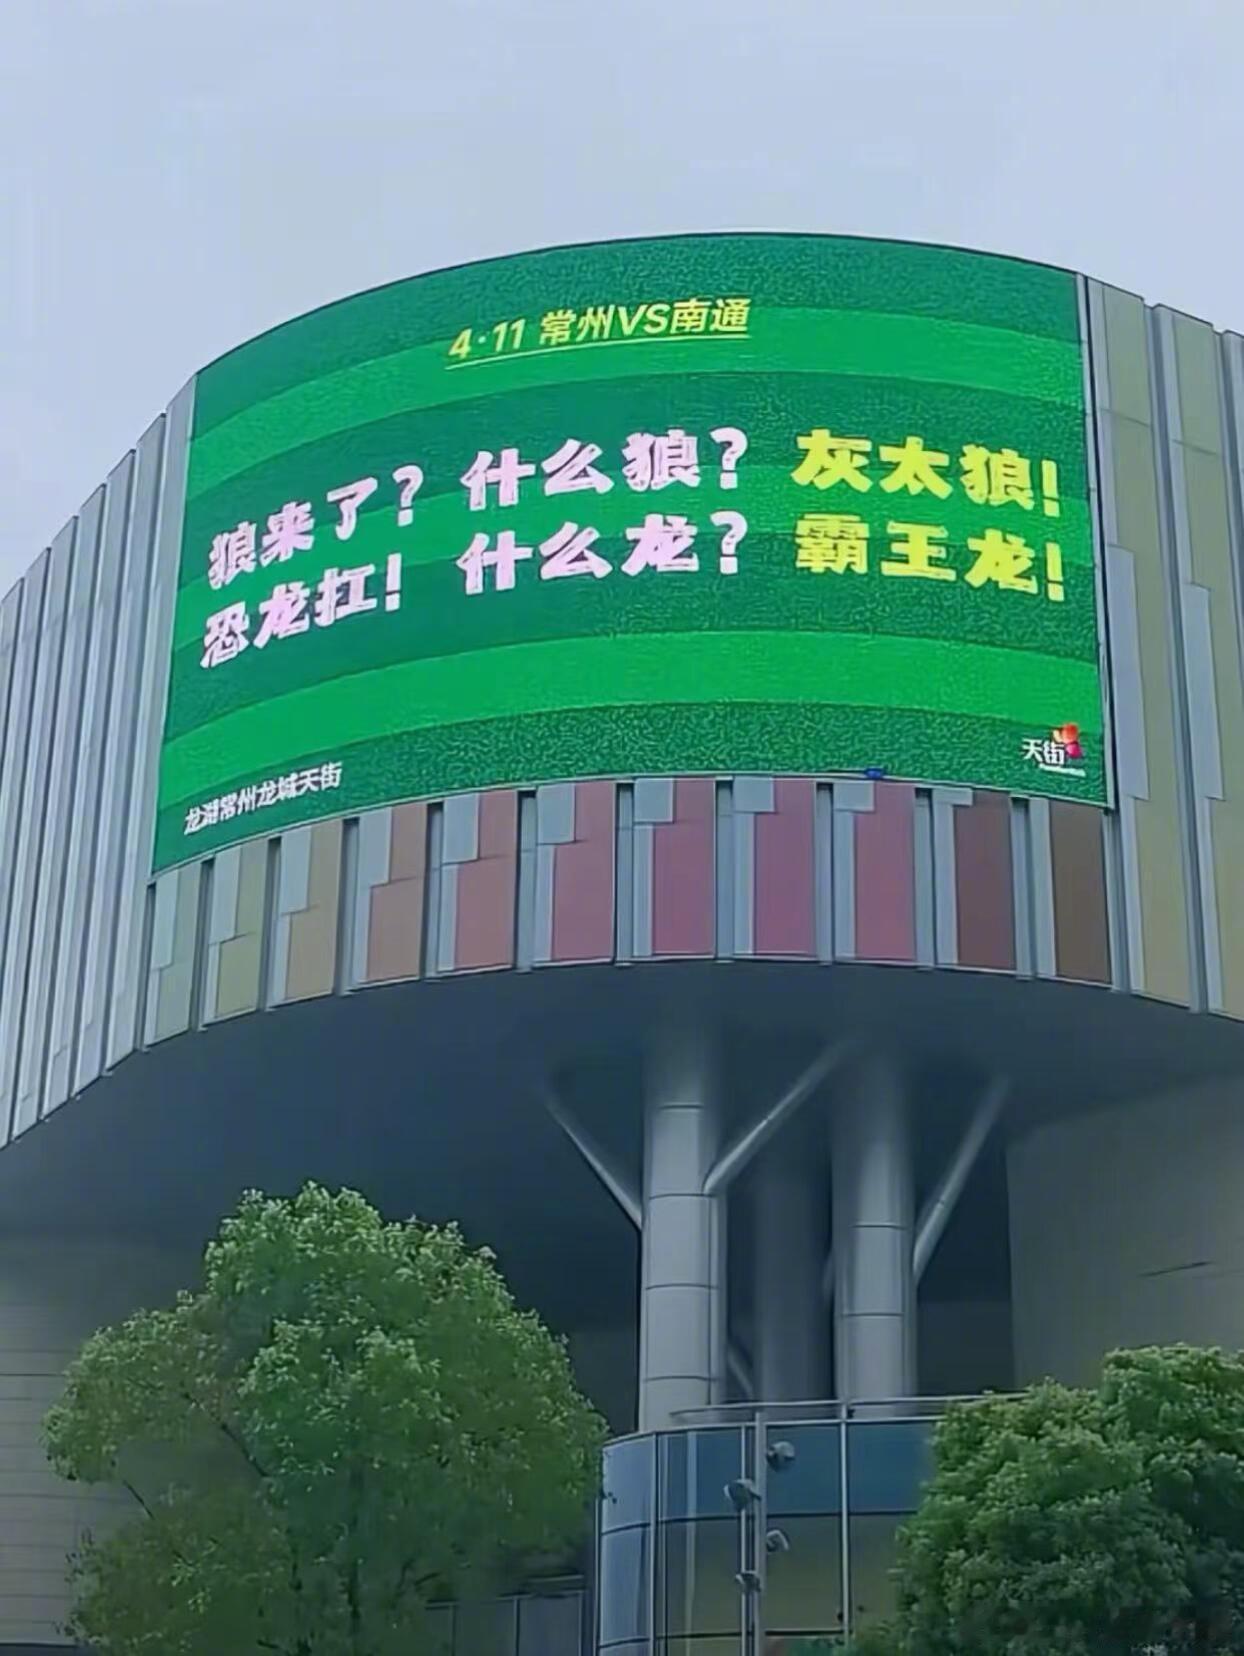 4·11 常州VS南通
狼来了？什么狼？灰太狼！
恐龙扛！什么龙？霸王龙！
天街
龙湖常州龙城天街